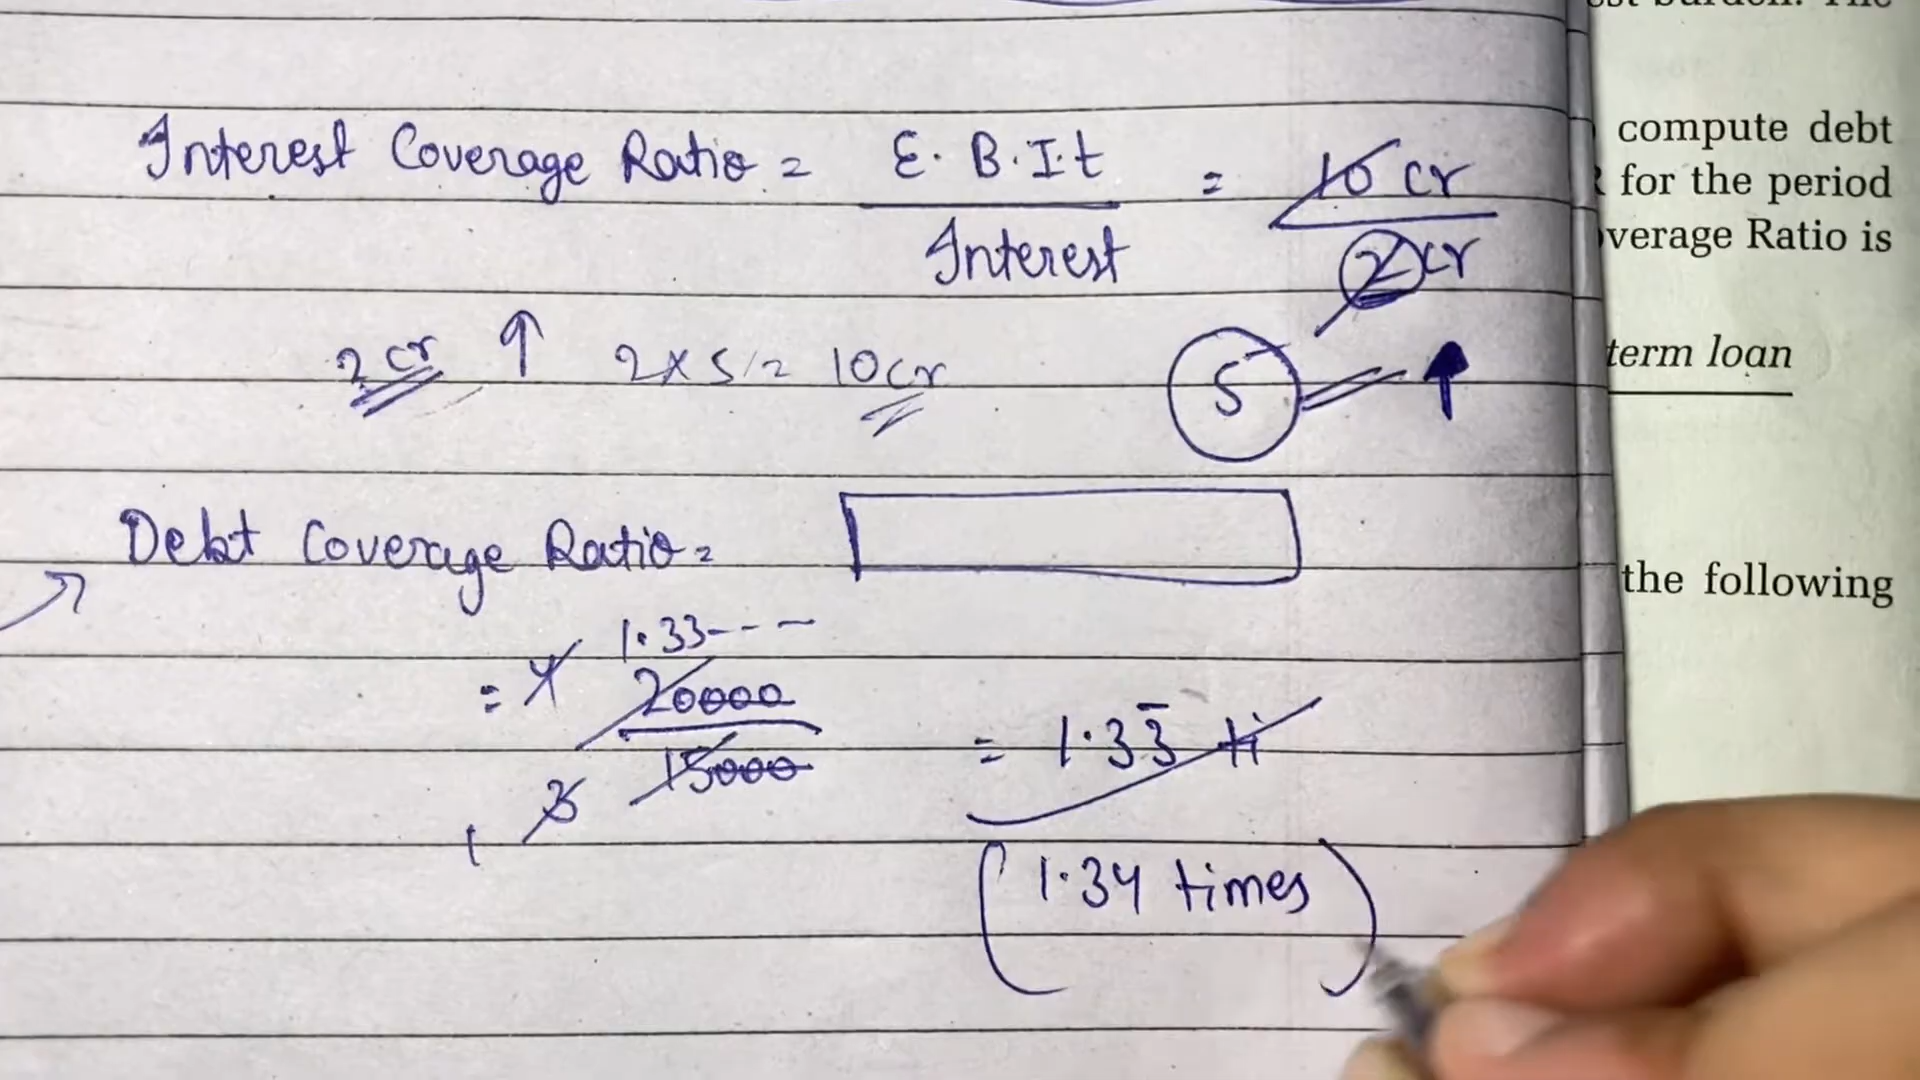 Interest Coverage Ratio = E.B.I.t / Interest = 10 cr / 2 cr
2 cr ↑ 2 x 5 = 10 cr
5 ↑
Debt Coverage Ratio =
1.33---
= 4 20000 / 3 15000 = 1.33 ti
1.34 times
compute debt
for the period
verage Ratio is
term loan
the following